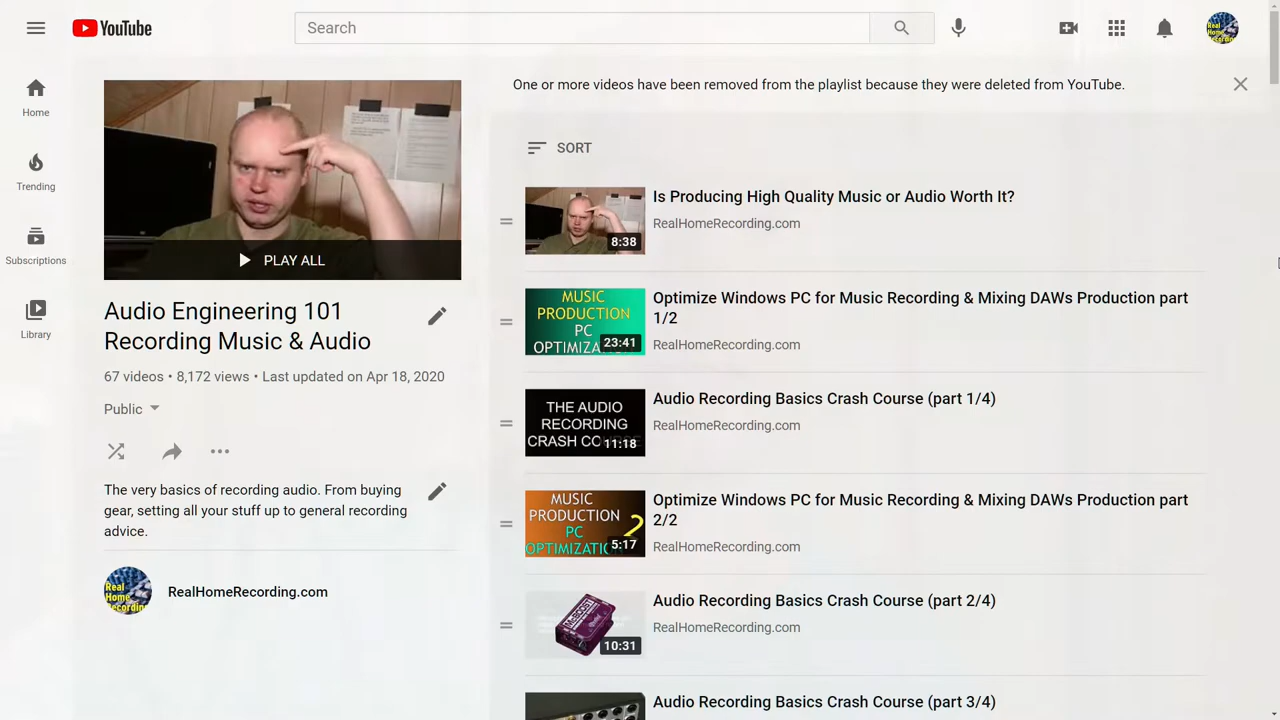 YouTube
Search
Home
Trending
Subscriptions
Library
PLAY ALL
Audio Engineering 101
Recording Music & Audio
67 videos • 8,172 views • Last updated on Apr 18, 2020
Public
The very basics of recording audio. From buying
gear, setting all your stuff up to general recording
advice.
Real
Home
Recording
RealHomeRecording.com
One or more videos have been removed from the playlist because they were deleted from YouTube.
SORT
8:38
Is Producing High Quality Music or Audio Worth It?
RealHomeRecording.com
MUSIC
PRODUCTION
PC
OPTIMIZA
23:41
Optimize Windows PC for Music Recording & Mixing DAWs Production part
1/2
RealHomeRecording.com
THE AUDIO
RECORDING
CRASH CO
11:18
Audio Recording Basics Crash Course (part 1/4)
RealHomeRecording.com
MUSIC
PRODUCTION
PC
OPTIMIZATI
2
5:17
Optimize Windows PC for Music Recording & Mixing DAWs Production part
2/2
RealHomeRecording.com
10:31
Audio Recording Basics Crash Course (part 2/4)
RealHomeRecording.com
Audio Recording Basics Crash Course (part 3/4)